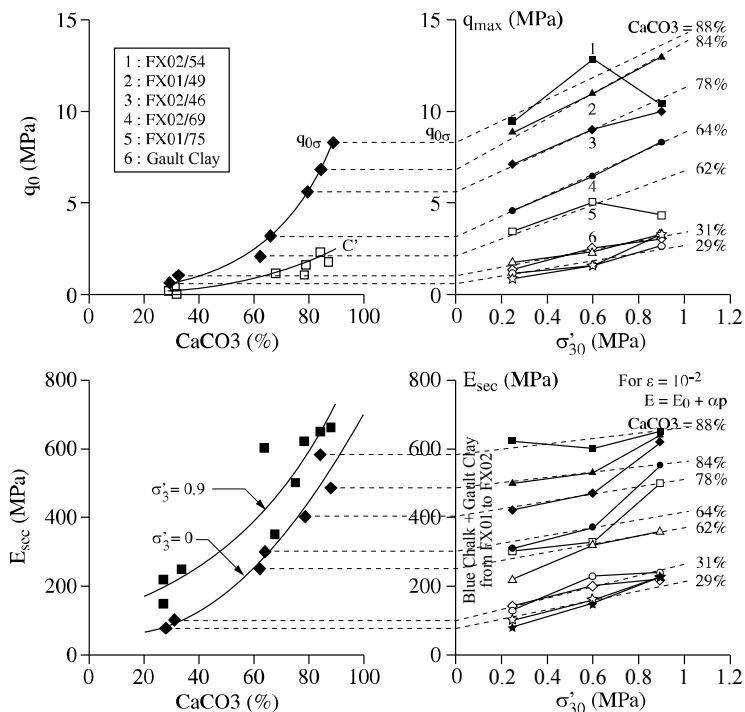 15
10
5
0
q0 (MPa)
1 : FX02/54
2 : FX01/49
3 : FX02/46
4 : FX02/69
5 : FX01/75
6 : Gault Clay
q0σ
C'
0
20
40
60
80
100
CaCO3 (%)
15
10
5
0
qmax (MPa)
q0σ
1
2
3
4
5
6
CaCO3 = 88%
84%
78%
64%
62%
31%
29%
0
0.2
0.4
0.6
0.8
1
1.2
σ'30 (MPa)
800
600
400
200
0
Escc (MPa)
σ'3= 0.9
σ'3= 0
0
20
40
60
80
100
CaCO3 (%)
800
600
400
200
0
Esec (MPa)
For ε = 10-2
E = E0 + αp
CaCO3 = 88%
84%
78%
64%
62%
31%
29%
Blue Chalk + Gault Clay
from FX01 to FX02
0
0.2
0.4
0.6
0.8
1
1.2
σ'30 (MPa)